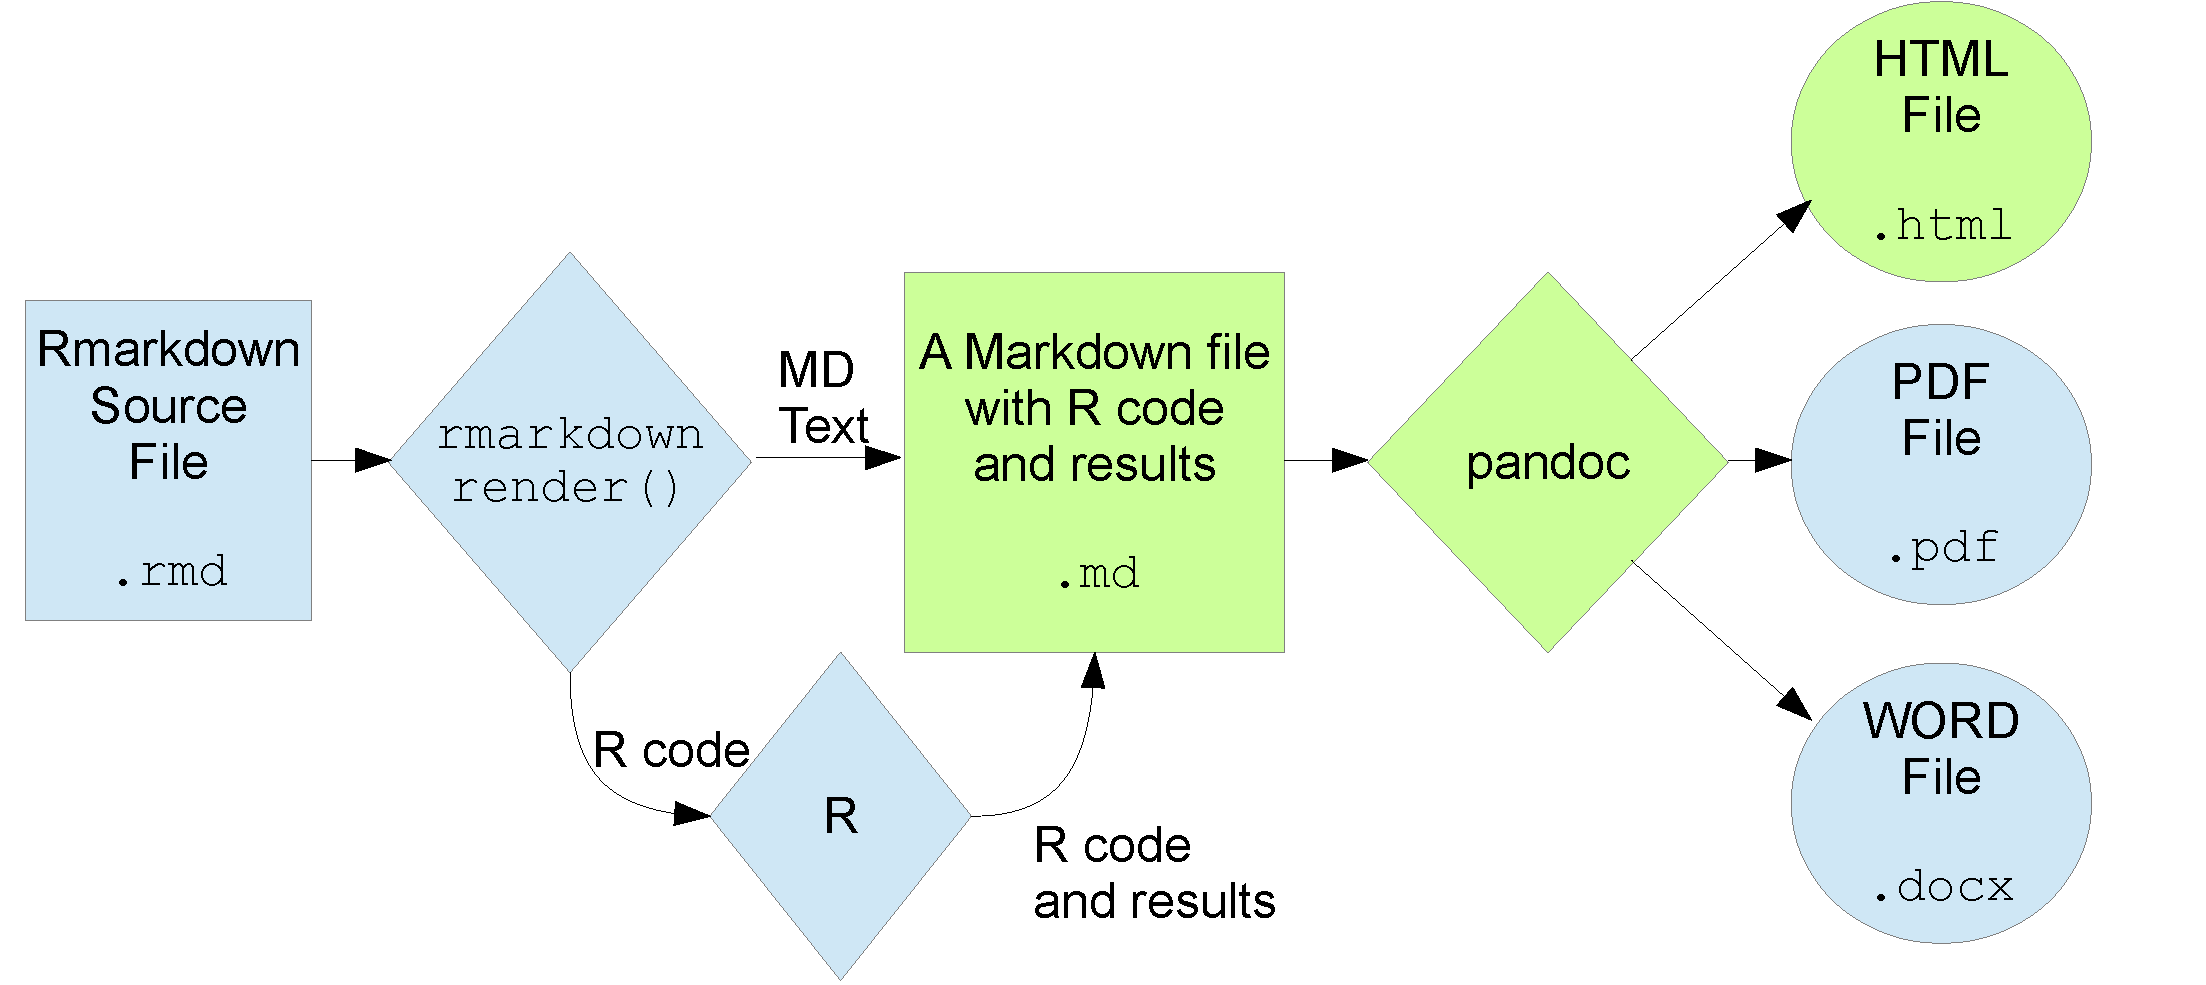 Rmarkdown
Source
File
.rmd
rmarkdown
render()
MD
Text
R code
R
R code
and results
A Markdown file
with R code
and results
.md
pandoc
HTML
File
.html
PDF
File
.pdf
WORD
File
.docx